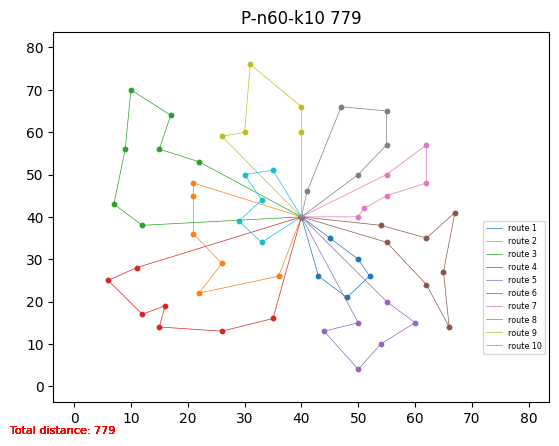 P-n60-k10 779
80
70
60
50
40
30
20
10
0
0 10 20 30 40 50 60 70 80
route 1
route 2
route 3
route 4
route 5
route 6
route 7
route 8
route 9
route 10
Total distance: 779